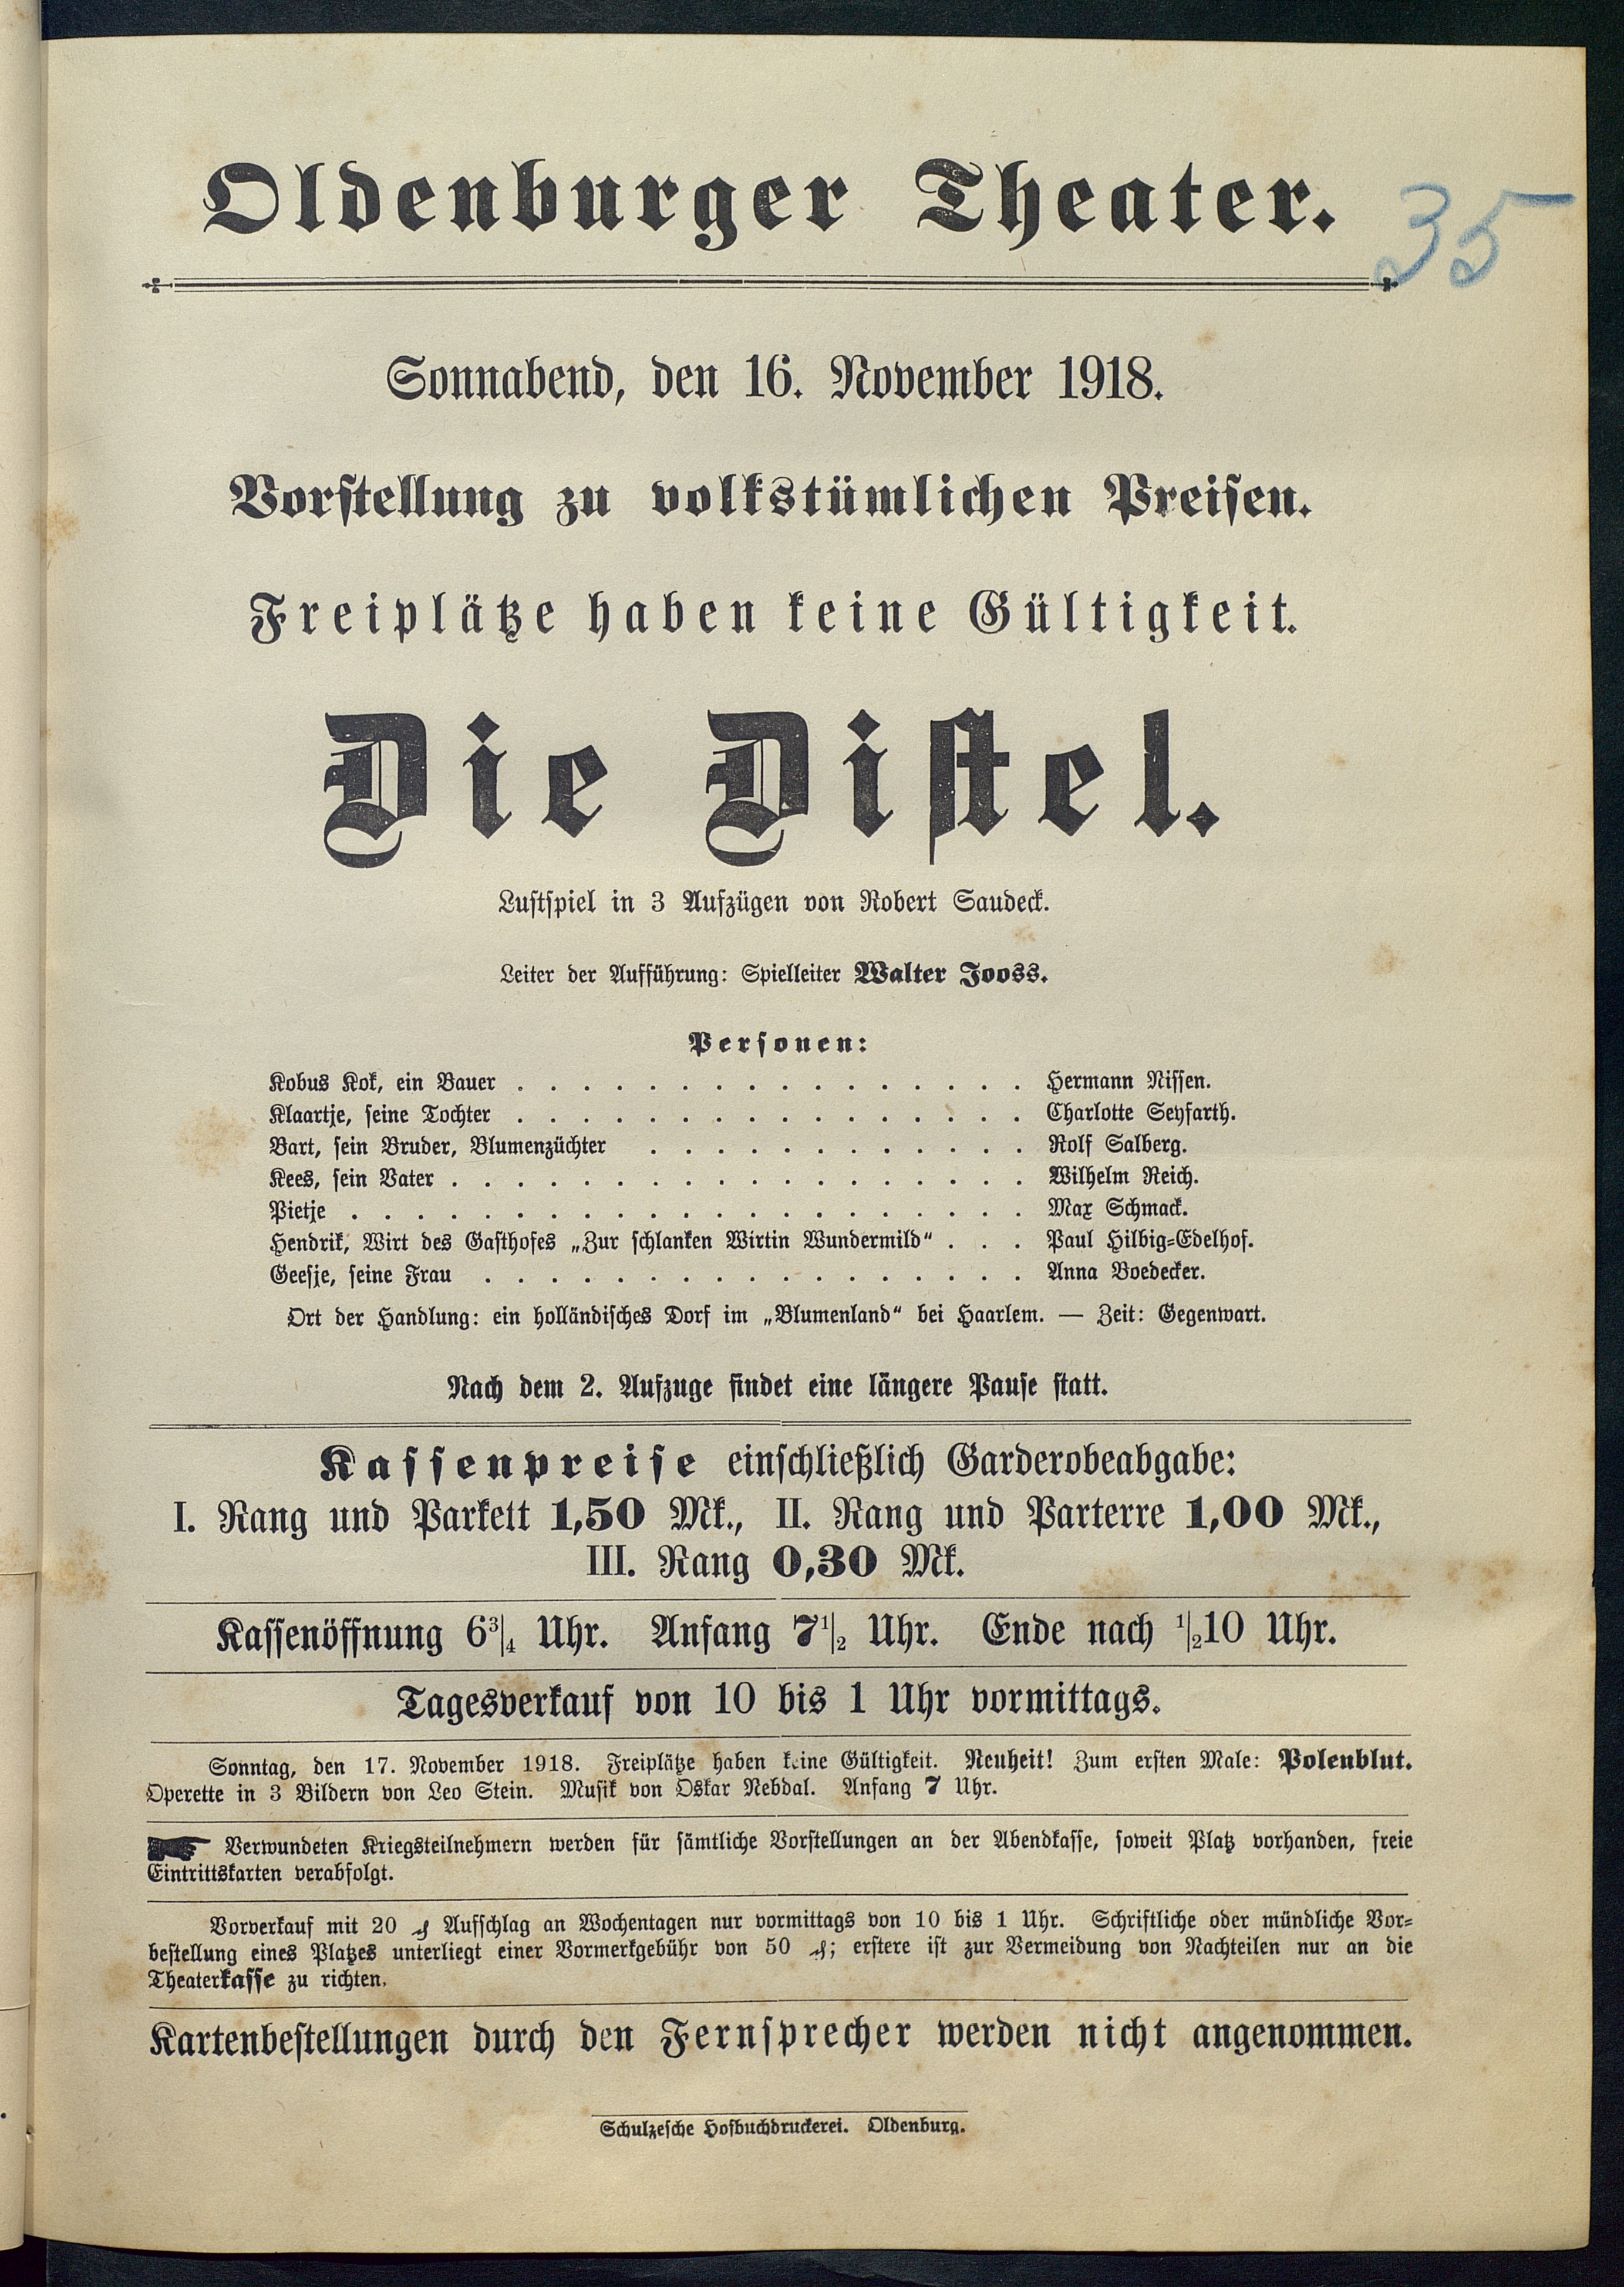 Oldenburger Theater.
35
Sonnabend, den 16. November 1918.
Vorstellung zu volkstümlichen Preisen.
Freiplätze haben keine Gültigkeit.
Die Distel.
Lustspiel in 3 Aufzügen von Robert Saudeck.
Leiter der Aufführung: Spielleiter Walter Jooss.
Personen:
Kobus Kok, ein Bauer . . . . . . . . . . . . . . . . Hermann Nissen.
Klaartje, seine Tochter . . . . . . . . . . . . . . . . Charlotte Seyfarth.
Bart, sein Bruder, Blumenzüchter . . . . . . . . . . . . Rolf Salberg.
Kees, sein Vater . . . . . . . . . . . . . . . . . . Wilhelm Reich.
Pietje . . . . . . . . . . . . . . . . . . . . . Max Schmack.
Hendrik, Wirt des Gasthofes „Zur schlanken Wirtin Wundermild“ . . . Paul Hilbig-Edelhof.
Geesje, seine Frau . . . . . . . . . . . . . . . . . Anna Boedecker.
Ort der Handlung: ein holländisches Dorf im „Blumenland“ bei Haarlem. — Zeit: Gegenwart.
Nach dem 2. Aufzuge findet eine längere Pause statt.
Kassenpreise einschließlich Garderobeabgabe:
I. Rang und Parkett 1,50 Mk., II. Rang und Parterre 1,00 Mk.,
III. Rang 0,30 Mk.
Kassenöffnung 6¾ Uhr. Anfang 7½ Uhr. Ende nach ½10 Uhr.
Tagesverkauf von 10 bis 1 Uhr vormittags.
Sonntag, den 17. November 1918. Freiplätze haben keine Gültigkeit. Neuheit! Zum ersten Male: Polenblut.
Operette in 3 Bildern von Leo Stein. Musik von Oskar Nebdal. Anfang 7 Uhr.
☛ Verwundeten Kriegsteilnehmern werden für sämtliche Vorstellungen an der Abendkasse, soweit Platz vorhanden, freie
Eintrittskarten verabfolgt.
Vorverkauf mit 20 ₰ Aufschlag an Wochentagen nur vormittags von 10 bis 1 Uhr. Schriftliche oder mündliche Vor-
bestellung eines Platzes unterliegt einer Vormerkgebühr von 50 ₰; erstere ist zur Vermeidung von Nachteilen nur an die
Theaterkasse zu richten.
Kartenbestellungen durch den Fernsprecher werden nicht angenommen.
Schulzesche Hofbuchdruckerei. Oldenburg.